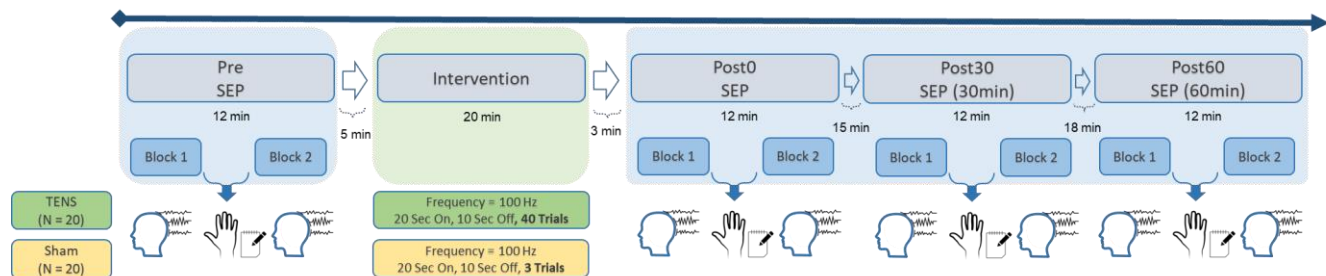 Pre
SEP
Intervention
Post0
SEP
Post30
SEP (30min)
Post60
SEP (60min)
12 min
5 min
20 min
3 min
12 min
15 min
12 min
18 min
12 min
Block 1
Block 2
Block 1
Block 2
Block 1
Block 2
Block 1
Block 2
TENS
(N = 20)
Frequency = 100 Hz
20 Sec On, 10 Sec Off, 40 Trials
Sham
(N = 20)
Frequency = 100 Hz
20 Sec On, 10 Sec Off, 3 Trials